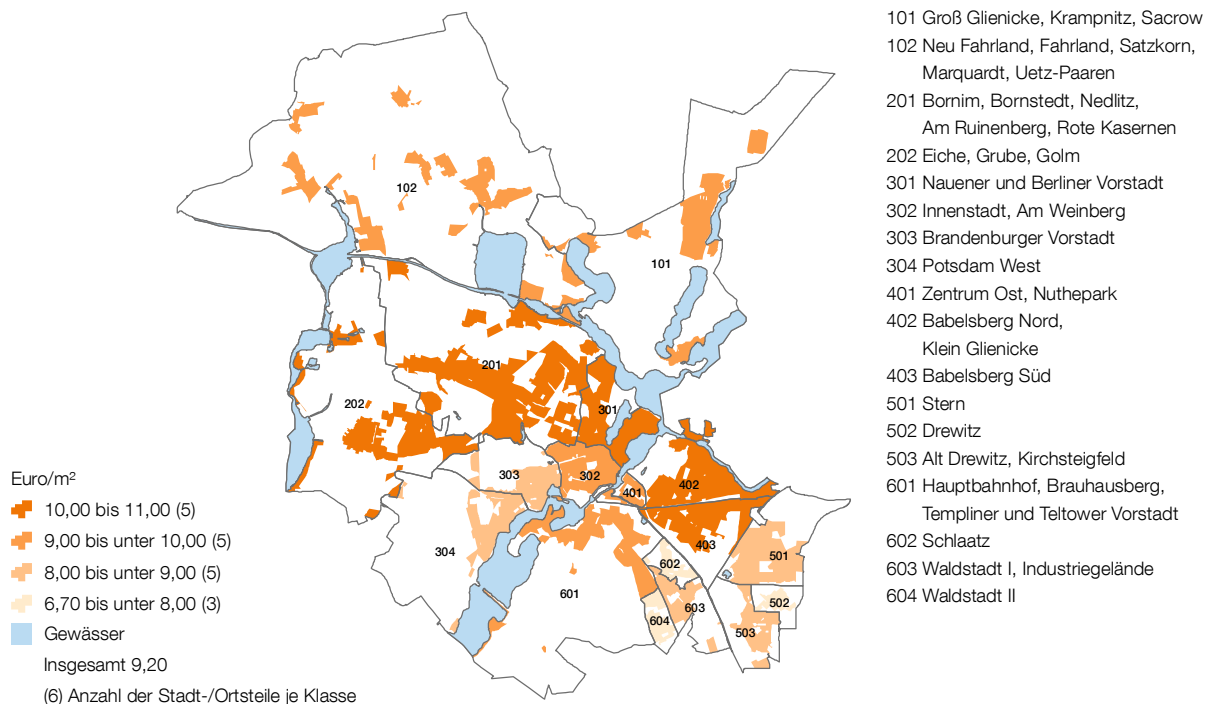 101 Groß Glienicke, Krampnitz, Sacrow
102 Neu Fahrland, Fahrland, Satzkorn,
Marquardt, Uetz-Paaren
201 Bornim, Bornstedt, Nedlitz,
Am Ruinenberg, Rote Kasernen
202 Eiche, Grube, Golm
301 Nauener und Berliner Vorstadt
302 Innenstadt, Am Weinberg
303 Brandenburger Vorstadt
304 Potsdam West
401 Zentrum Ost, Nuthepark
402 Babelsberg Nord,
Klein Glienicke
403 Babelsberg Süd
501 Stern
502 Drewitz
503 Alt Drewitz, Kirchsteigfeld
601 Hauptbahnhof, Brauhausberg,
Templiner und Teltower Vorstadt
602 Schlaatz
603 Waldstadt I, Industriegelände
604 Waldstadt II
102
101
201
202
301
303
302
401
402
304
403
501
602
601
502
603
604
503
Euro/m²
10,00 bis 11,00 (5)
9,00 bis unter 10,00 (5)
8,00 bis unter 9,00 (5)
6,70 bis unter 8,00 (3)
Gewässer
Insgesamt 9,20
(6) Anzahl der Stadt-/Ortsteile je Klasse